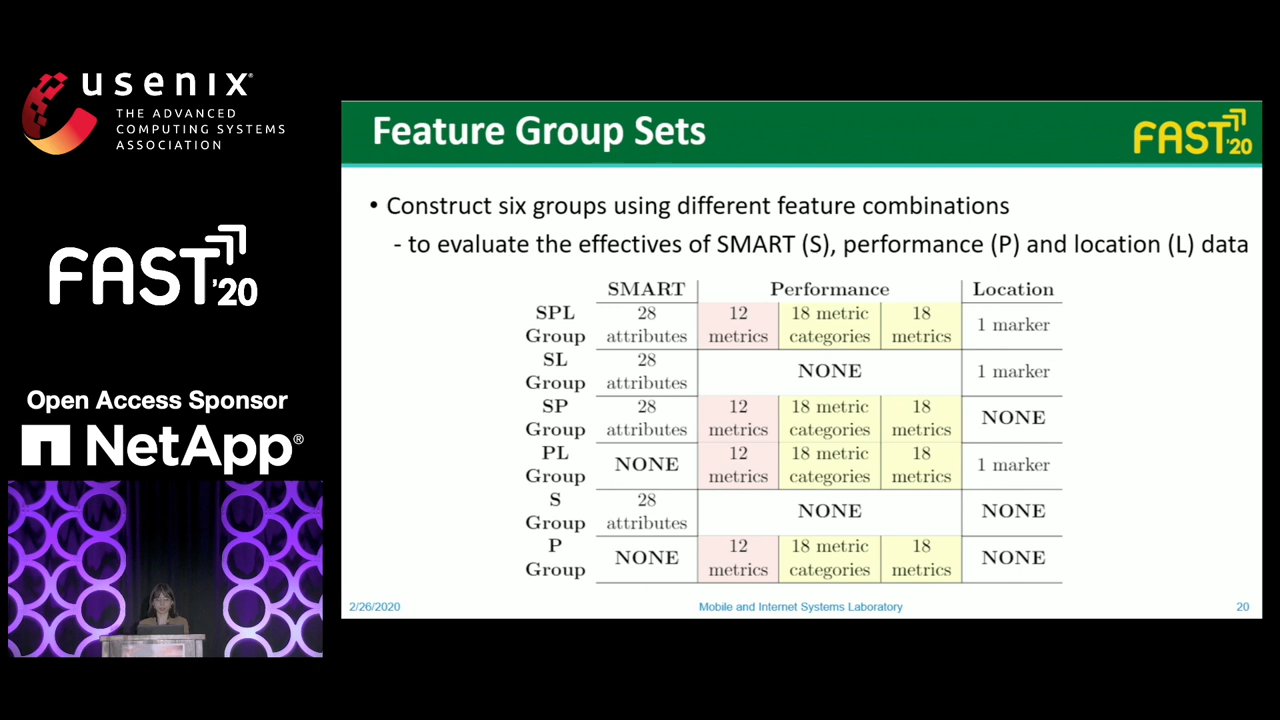 usenix®
THE ADVANCED
COMPUTING SYSTEMS
ASSOCIATION
FAST'20
Open Access Sponsor
NetApp®
Feature Group Sets
FAST'20
• Construct six groups using different feature combinations
- to evaluate the effectives of SMART (S), performance (P) and location (L) data
SMART Performance Location
SPL Group 28 attributes 12 metrics 18 metric categories 18 metrics 1 marker
SL Group 28 attributes NONE 1 marker
SP Group 28 attributes 12 metrics 18 metric categories 18 metrics NONE
PL Group NONE 12 metrics 18 metric categories 18 metrics 1 marker
S Group 28 attributes NONE NONE
P Group NONE 12 metrics 18 metric categories 18 metrics NONE
2/26/2020 Mobile and Internet Systems Laboratory 20